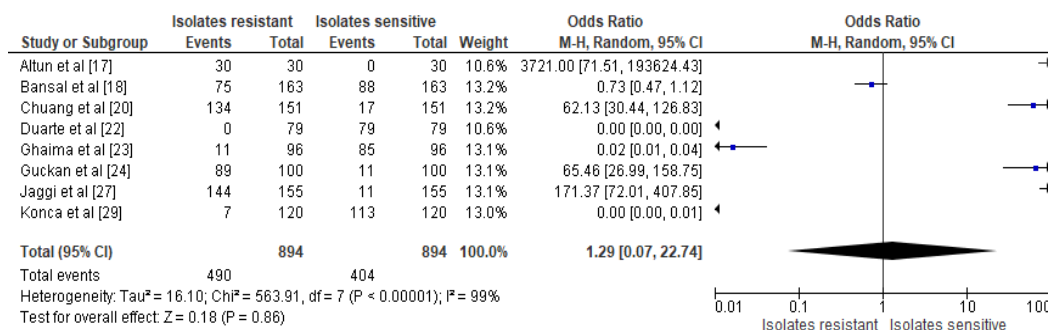 Isolates resistant Isolates sensitive Odds Ratio Odds Ratio
Study or Subgroup Events Total Events Total Weight M-H, Random, 95% CI M-H, Random, 95% CI
Altun et al [17] 30 30 0 30 10.6% 3721.00 [71.51, 193624.43]
Bansal et al [18] 75 163 88 163 13.2% 0.73 [0.47, 1.12]
Chuang et al [20] 134 151 17 151 13.2% 62.13 [30.44, 126.83]
Duarte et al [22] 0 79 79 79 10.6% 0.00 [0.00, 0.00]
Ghaima et al [23] 11 96 85 96 13.1% 0.02 [0.01, 0.04]
Guckan et al [24] 89 100 11 100 13.1% 65.46 [26.99, 158.75]
Jaggi et al [27] 144 155 11 155 13.1% 171.37 [72.01, 407.85]
Konca et al [29] 7 120 113 120 13.0% 0.00 [0.00, 0.01]
Total (95% CI) 894 894 100.0% 1.29 [0.07, 22.74]
Total events 490 404
Heterogeneity: Tau² = 16.10; Chi² = 563.91, df = 7 (P < 0.00001); I² = 99%
Test for overall effect: Z = 0.18 (P = 0.86)
0.01 0.1 1 10 100
Isolates resistant Isolates sensitive